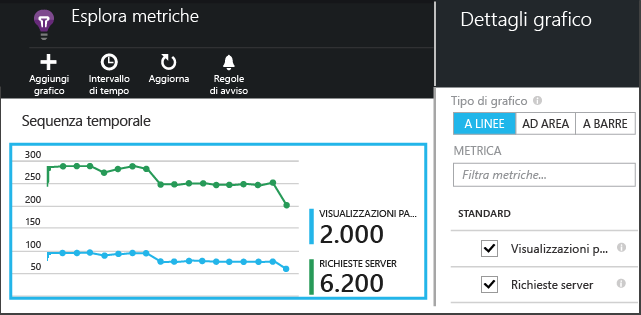 Esplora metriche
Aggiungi
grafico
Intervallo
di tempo
Aggiorna
Regole
di avviso
Sequenza temporale
300
250
200
150
100
50
VISUALIZZAZIONI PA...
2.000
RICHIESTE SERVER
6.200
Dettagli grafico
Tipo di grafico
A LINEE AD AREA A BARRE
METRICA
Filtra metriche...
STANDARD
Visualizzazioni p...
Richieste server